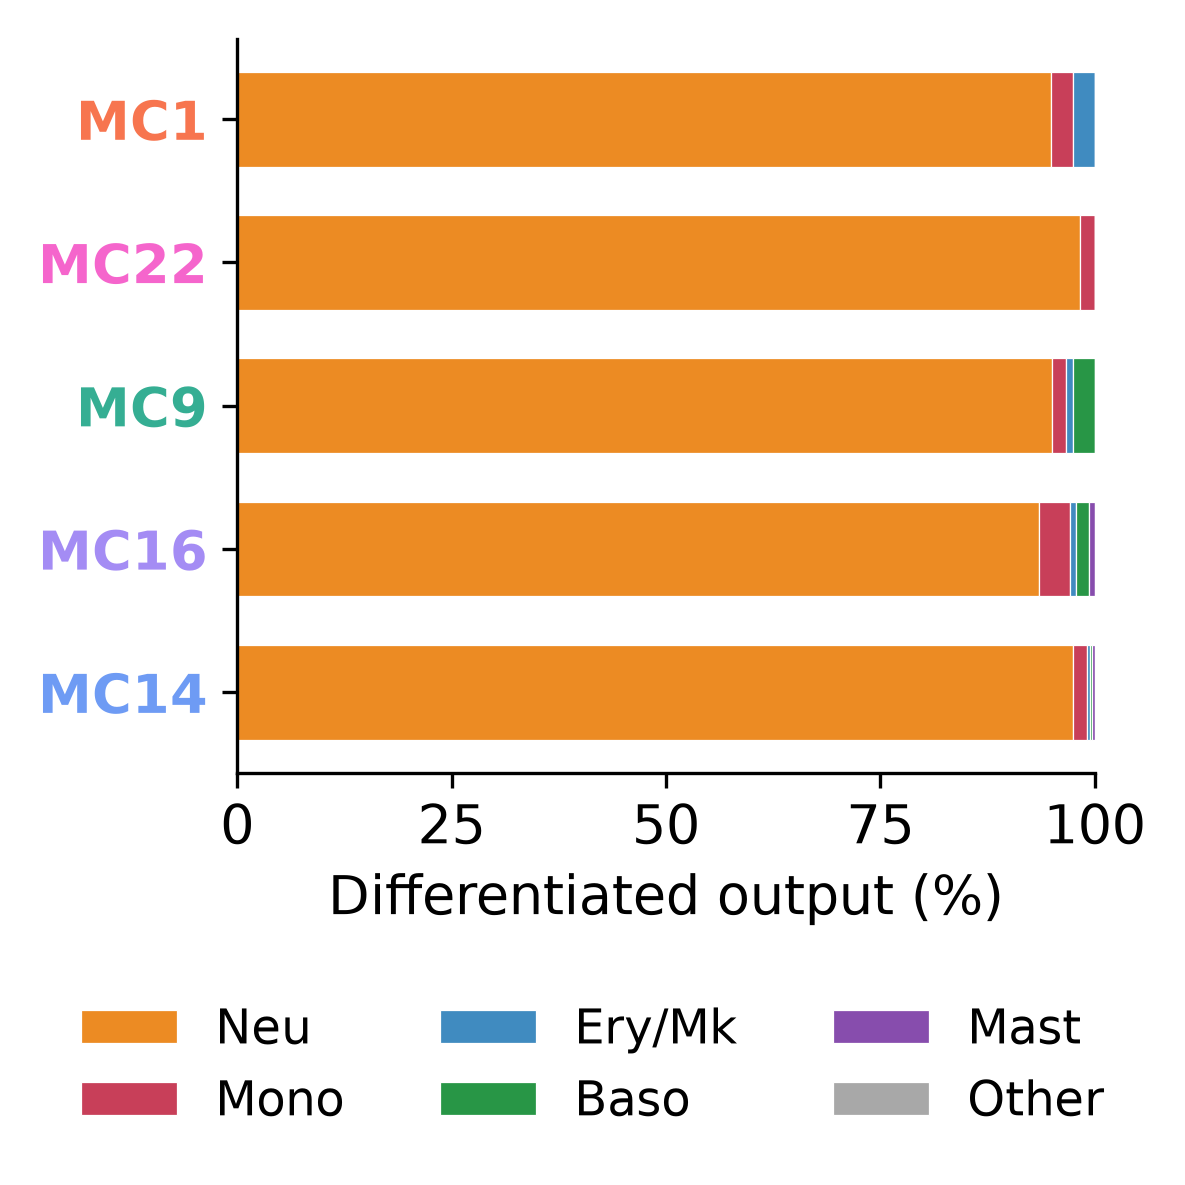 MC1
MC22
MC9
MC16
MC14
0 25 50 75 100
Differentiated output (%)
Neu Ery/Mk Mast
Mono Baso Other